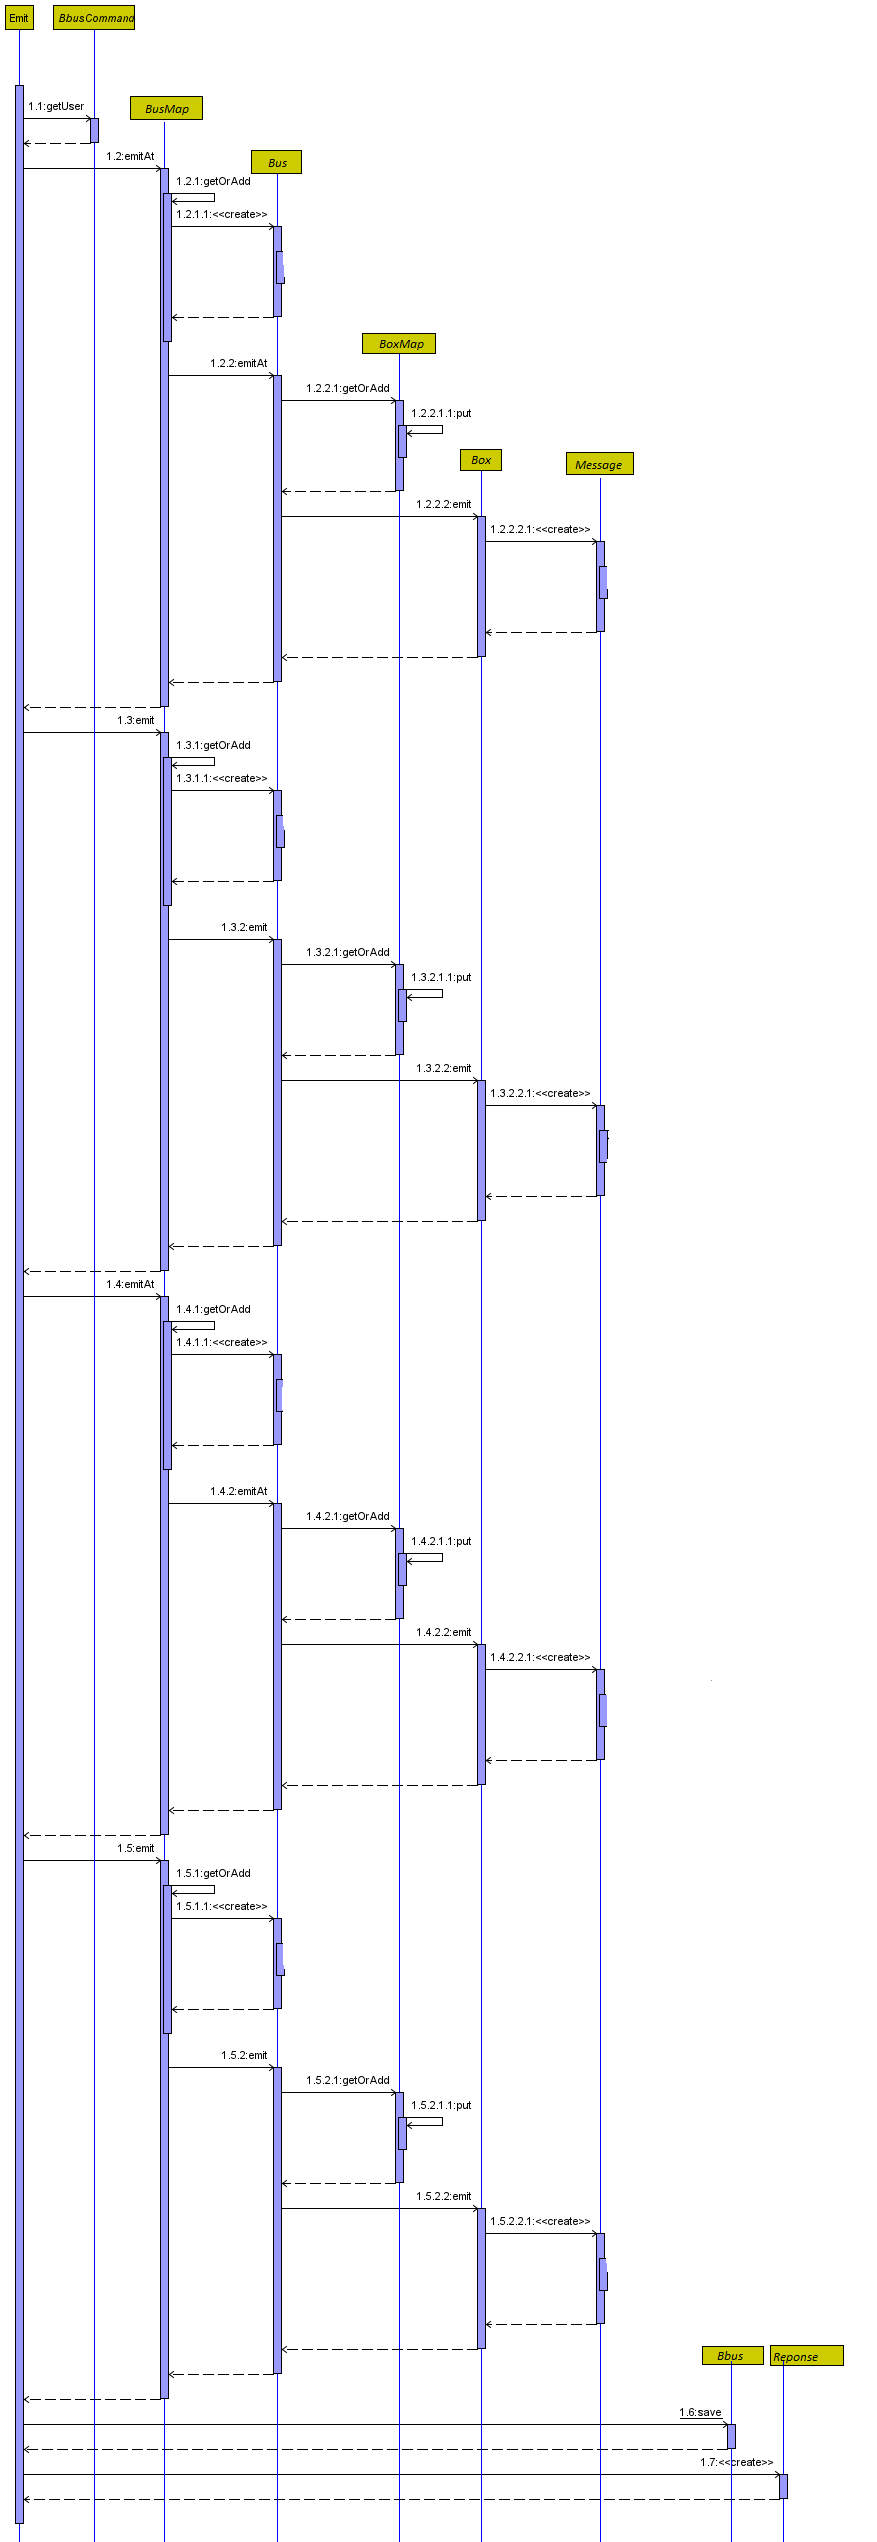 Emit
BbusCommand
1.1:getUser
BusMap
1.2:emitAt
Bus
1.2.1:getOrAdd
1.2.1.1:<<create>>
BoxMap
1.2.2:emitAt
1.2.2.1:getOrAdd
1.2.2.1.1:put
Box
Message
1.2.2.2:emit
1.2.2.2.1:<<create>>
1.3:emit
1.3.1:getOrAdd
1.3.1.1:<<create>>
1.3.2:emit
1.3.2.1:getOrAdd
1.3.2.1.1:put
1.3.2.2:emit
1.3.2.2.1:<<create>>
1.4:emitAt
1.4.1:getOrAdd
1.4.1.1:<<create>>
1.4.2:emitAt
1.4.2.1:getOrAdd
1.4.2.1.1:put
1.4.2.2:emit
1.4.2.2.1:<<create>>
1.5:emit
1.5.1:getOrAdd
1.5.1.1:<<create>>
1.5.2:emit
1.5.2.1:getOrAdd
1.5.2.1.1:put
1.5.2.2:emit
1.5.2.2.1:<<create>>
Bbus
Reponse
1.6:save
1.7:<<create>>